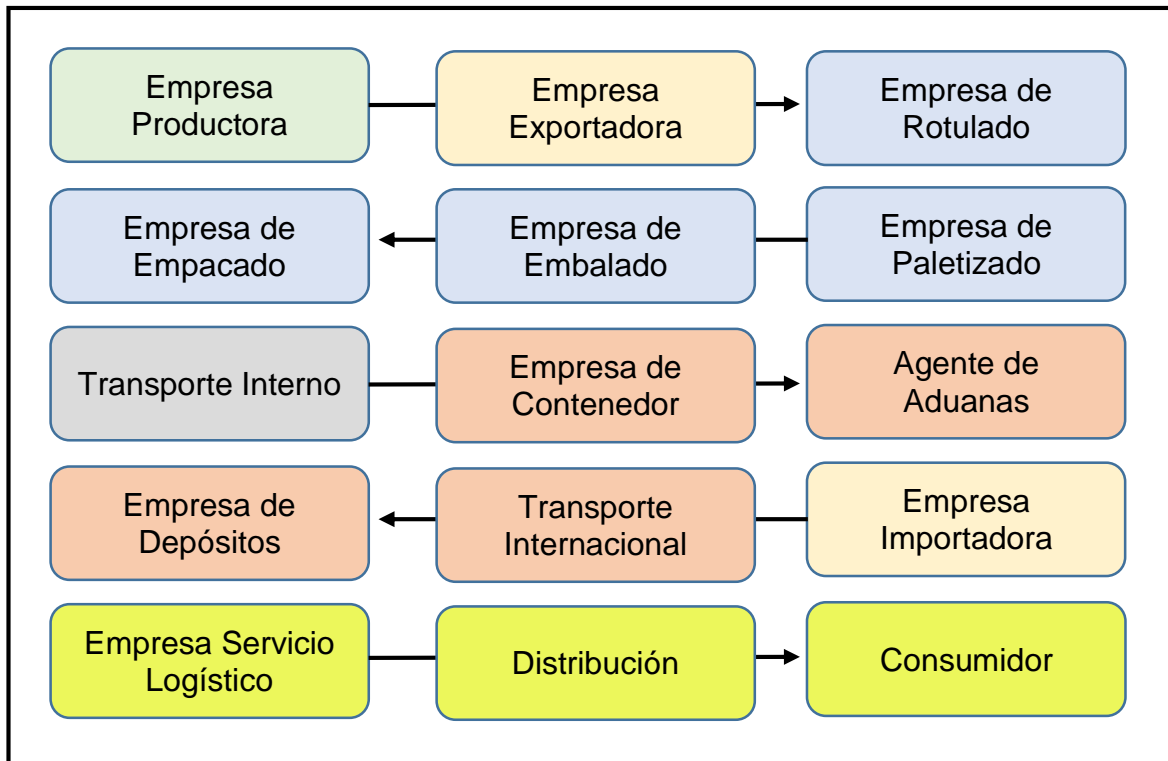 Empresa
Productora
Empresa
Exportadora
Empresa de
Rotulado
Empresa de
Empacado
Empresa de
Embalado
Empresa de
Paletizado
Transporte Interno
Empresa de
Contenedor
Agente de
Aduanas
Empresa de
Depósitos
Transporte
Internacional
Empresa
Importadora
Empresa Servicio
Logístico
Distribución
Consumidor